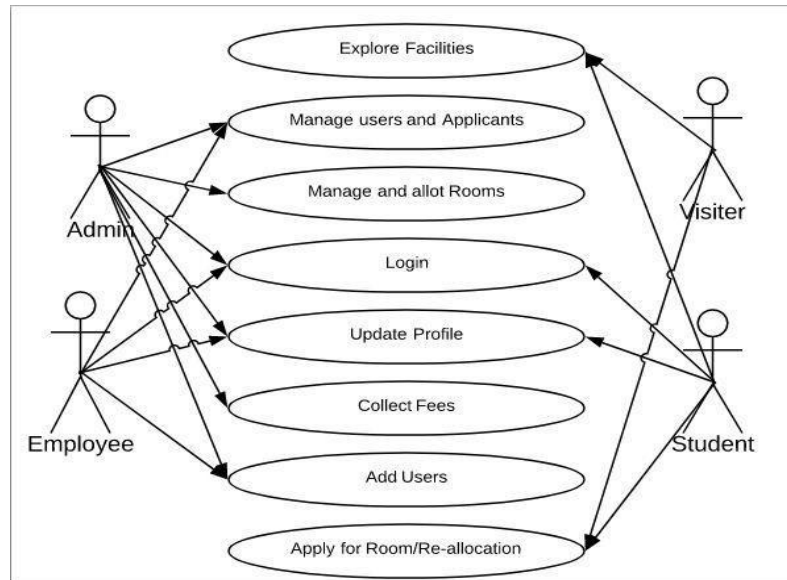 Explore Facilities
Manage users and Applicants
Admin
Manage and allot Rooms
Visiter
Login
Update Profile
Collect Fees
Employee
Student
Add Users
Apply for Room/Re-allocation